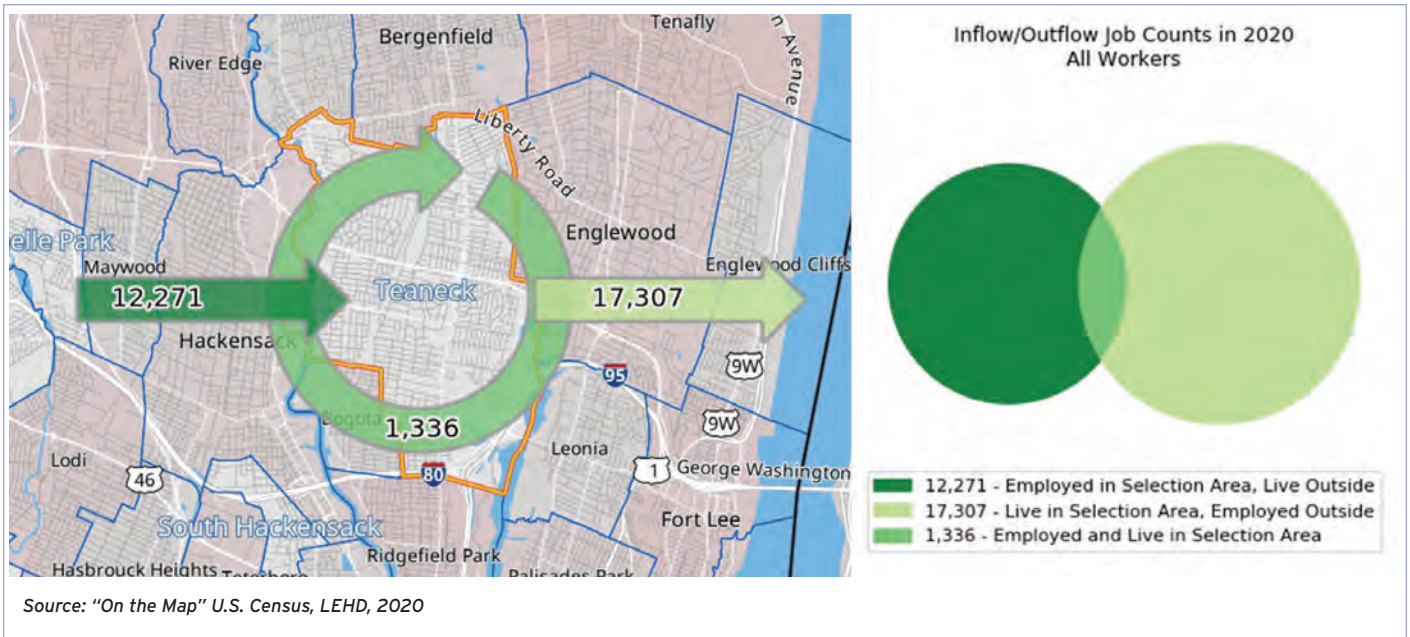 Tenafly
Bergenfield
River Edge
n Avenue
Liberty Road
Englewood
elle Park
Maywood
Englewood Cliffs
12,271
Teaneck
17,307
Hackensack
9W
95
Bogota
1,336
9W
Leonia
Lodi
46
80
1
George Washington
South Hackensack
Fort Lee
Ridgefield Park
Hasbrouck Heights
Palisades Park
Inflow/Outflow Job Counts in 2020
All Workers
12,271 - Employed in Selection Area, Live Outside
17,307 - Live in Selection Area, Employed Outside
1,336 - Employed and Live in Selection Area
Source: “On the Map” U.S. Census, LEHD, 2020